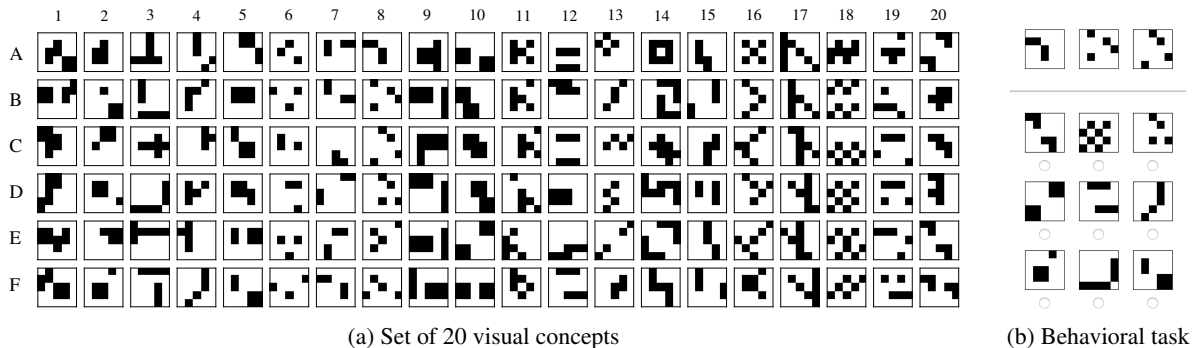 1 2 3 4 5 6 7 8 9 10 11 12 13 14 15 16 17 18 19 20
A
B
C
D
E
F
(a) Set of 20 visual concepts
(b) Behavioral task